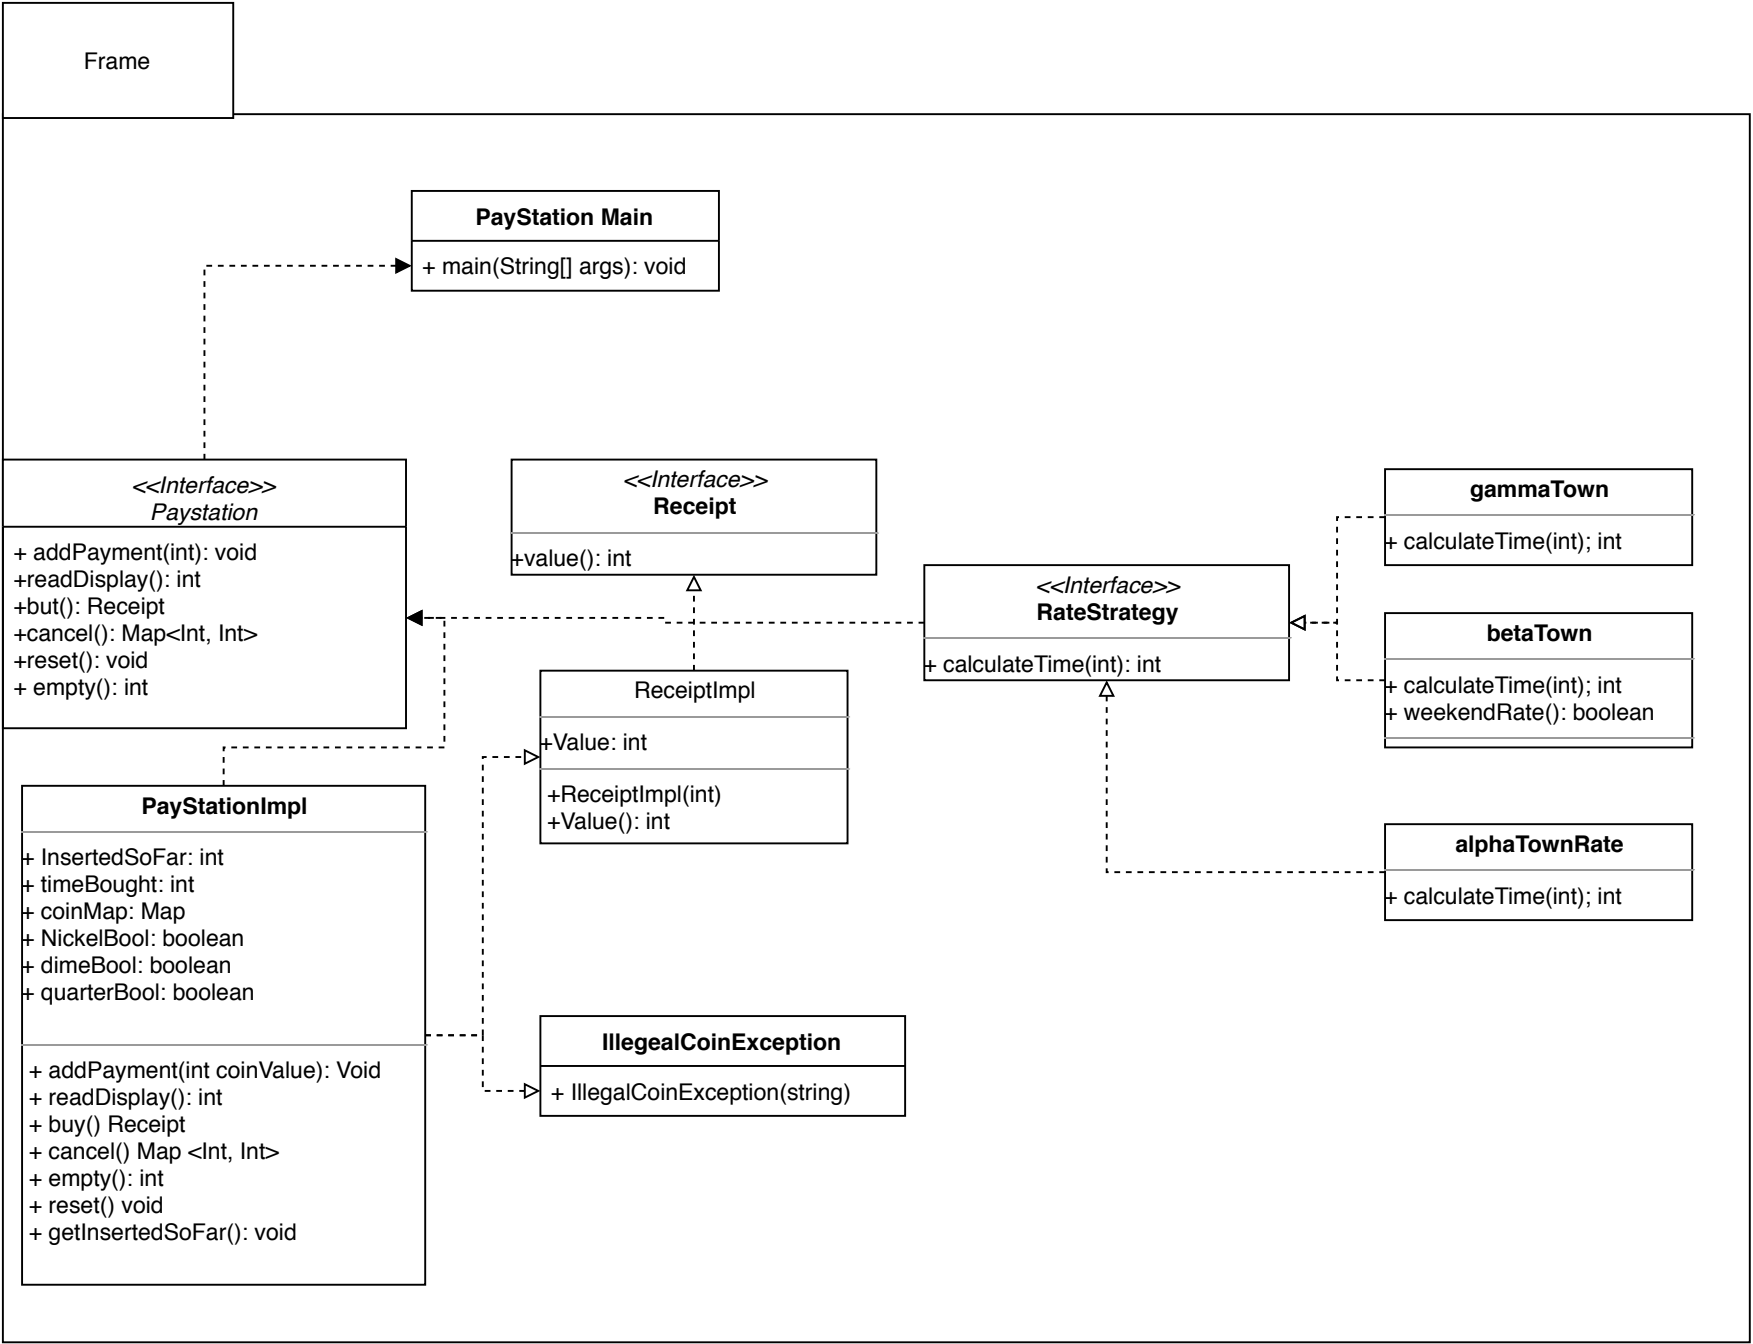 Frame
PayStation Main
+ main(String[] args): void
<<Interface>>
Paystation
+ addPayment(int): void
+readDisplay(): int
+but(): Receipt
+cancel(): Map<Int, Int>
+reset(): void
+ empty(): int
<<Interface>>
Receipt
+value(): int
<<Interface>>
RateStrategy
+ calculateTime(int): int
gammaTown
+ calculateTime(int); int
betaTown
+ calculateTime(int); int
+ weekendRate(): boolean
ReceiptImpl
+Value: int
+ReceiptImpl(int)
+Value(): int
alphaTownRate
+ calculateTime(int); int
PayStationImpl
+ InsertedSoFar: int
+ timeBought: int
+ coinMap: Map
+ NickelBool: boolean
+ dimeBool: boolean
+ quarterBool: boolean
+ addPayment(int coinValue): Void
+ readDisplay(): int
+ buy() Receipt
+ cancel() Map <Int, Int>
+ empty(): int
+ reset() void
+ getInsertedSoFar(): void
IllegealCoinException
+ IllegalCoinException(string)